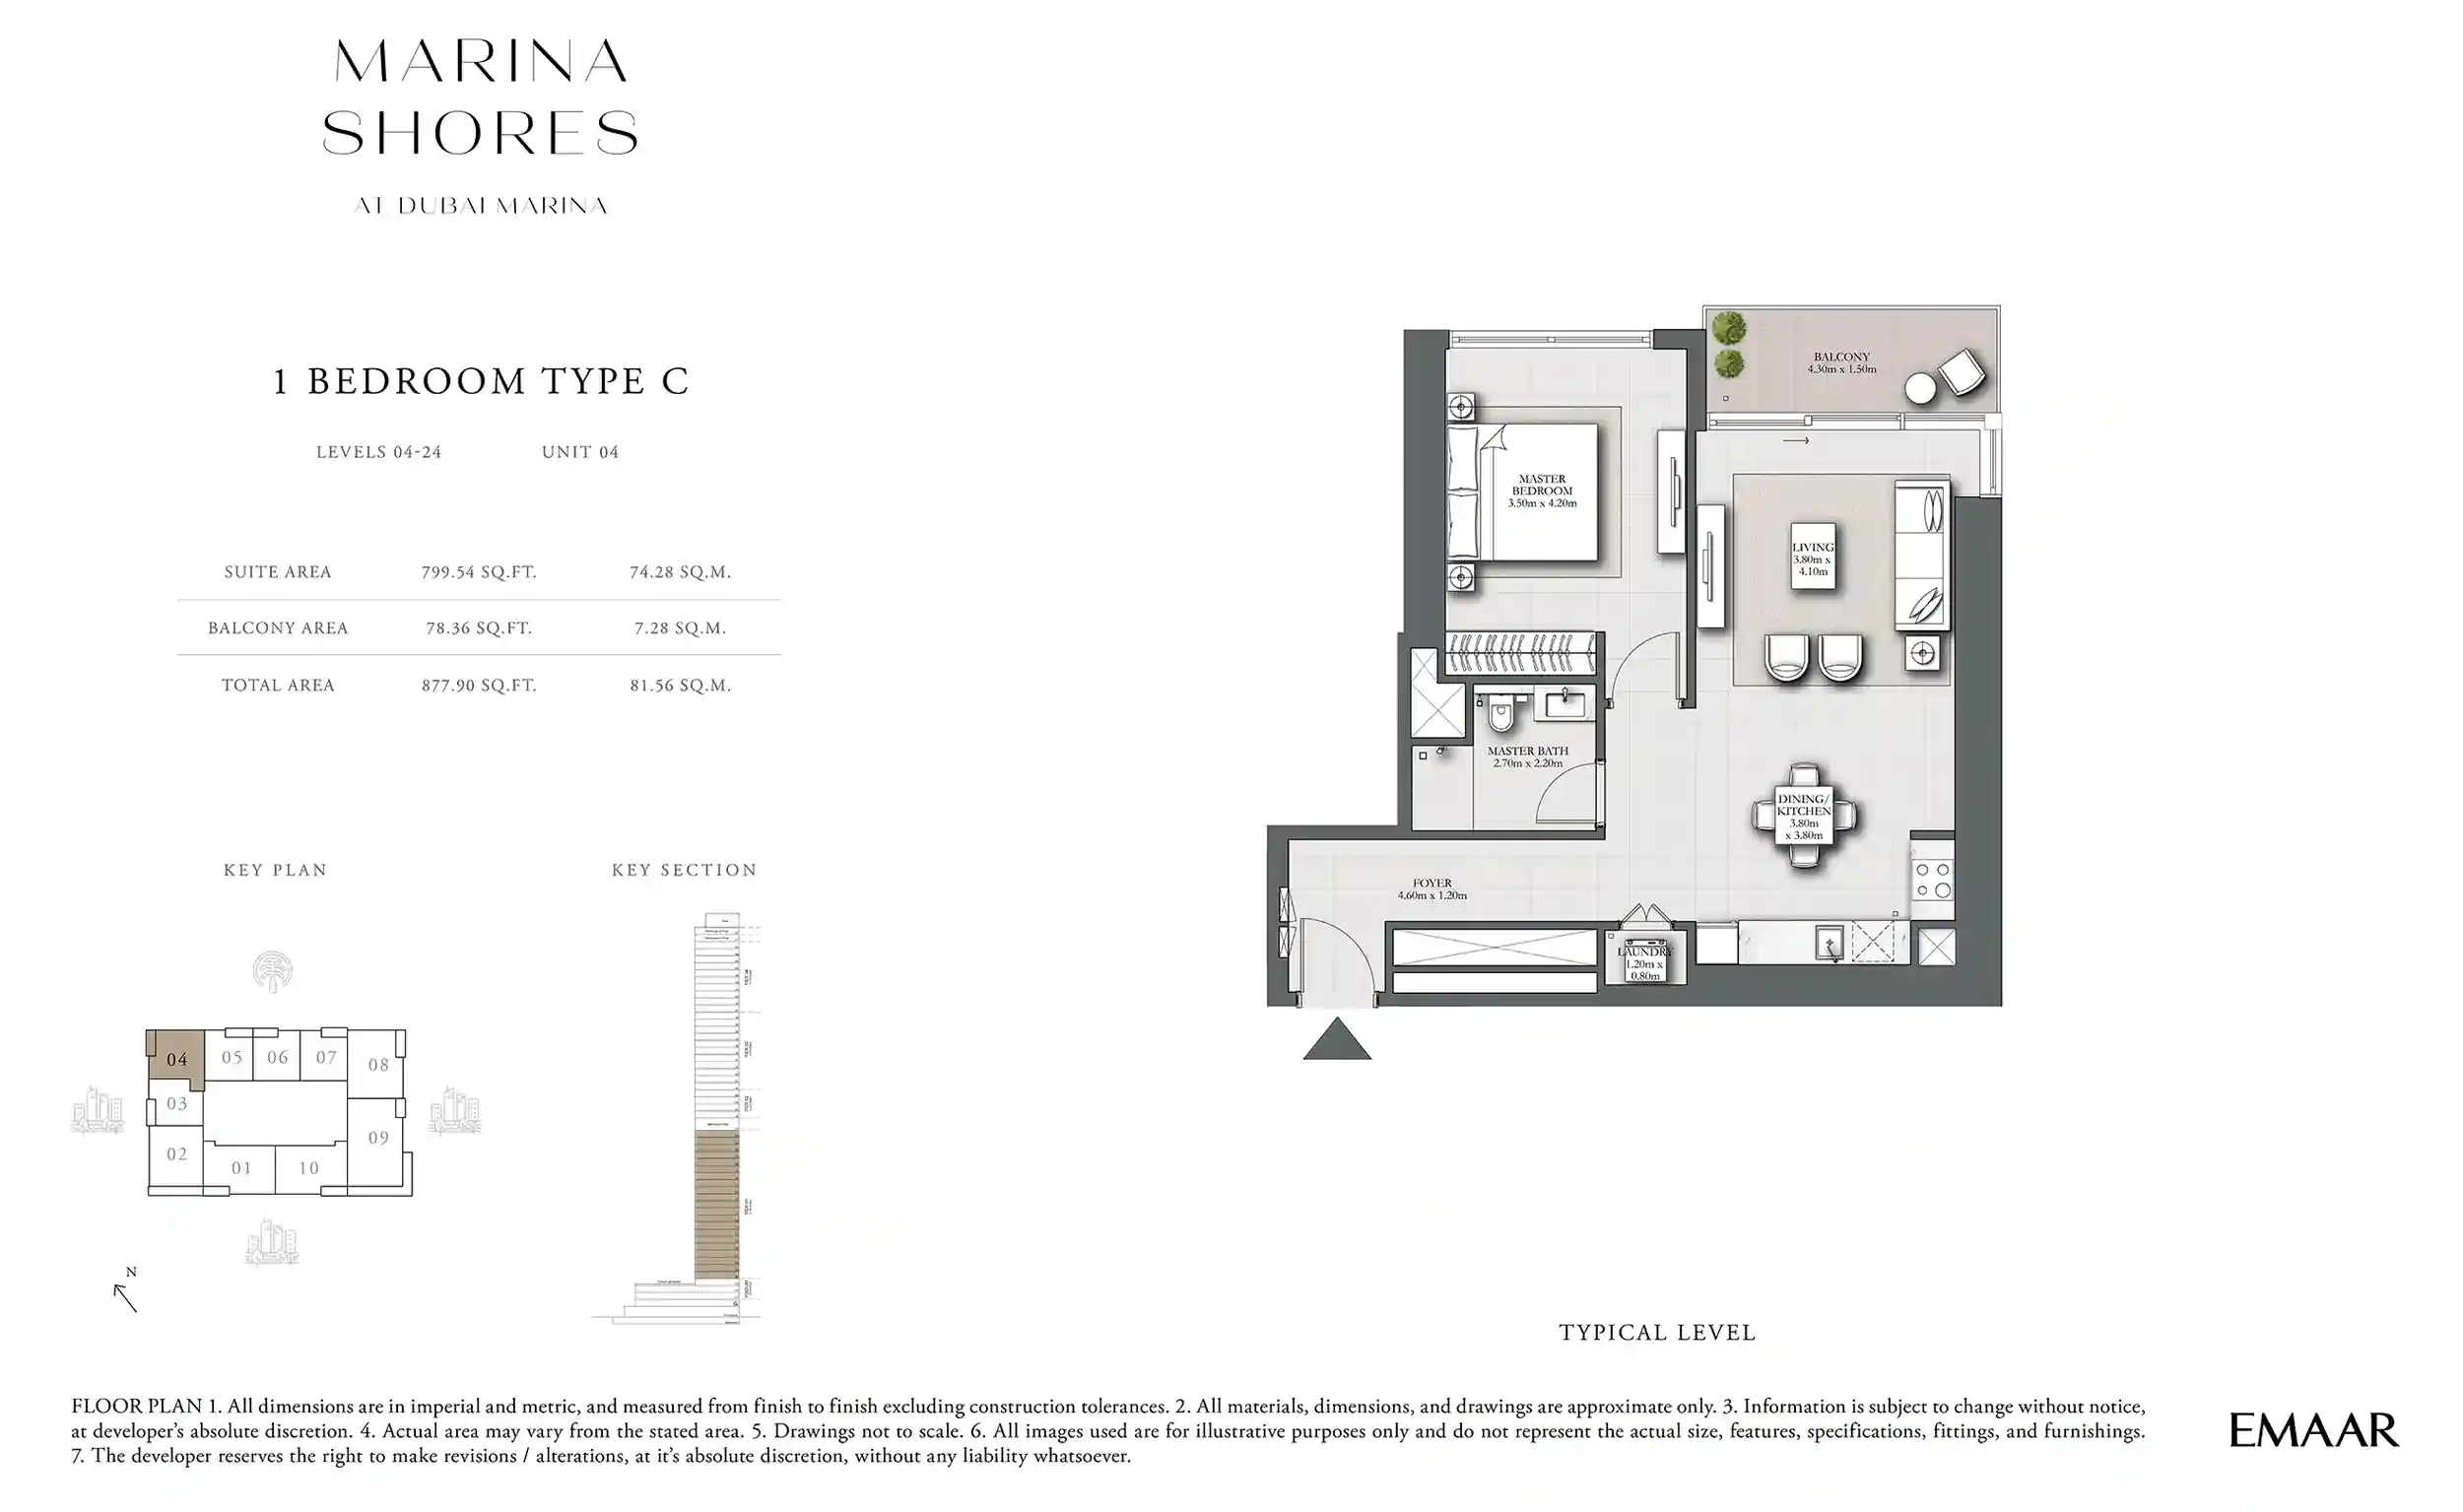 MARINA
SHORES
AT DUBAI MARINA
1 BEDROOM TYPE C
LEVELS 04-24 UNIT 04
SUITE AREA 799.54 SQ.FT. 74.28 SQ.M.
BALCONY AREA 78.36 SQ.FT. 7.28 SQ.M.
TOTAL AREA 877.90 SQ.FT. 81.56 SQ.M.
KEY PLAN
04 05 06 07 08
03
02 09
01 10
N
KEY SECTION
BALCONY
4.30m x 1.50m
MASTER
BEDROOM
3.50m x 4.20m
LIVING
3.80m x
4.10m
MASTER BATH
2.70m x 2.20m
DINING/
KITCHEN
3.80m
x 3.80m
FOYER
4.60m x 1.20m
LAUNDRY
1.20m x
0.80m
TYPICAL LEVEL
FLOOR PLAN 1. All dimensions are in imperial and metric, and measured from finish to finish excluding construction tolerances. 2. All materials, dimensions, and drawings are approximate only. 3. Information is subject to change without notice,
at developer's absolute discretion. 4. Actual area may vary from the stated area. 5. Drawings not to scale. 6. All images used are for illustrative purposes only and do not represent the actual size, features, specifications, fittings, and furnishings.
7. The developer reserves the right to make revisions / alterations, at it's absolute discretion, without any liability whatsoever.
EMAAR